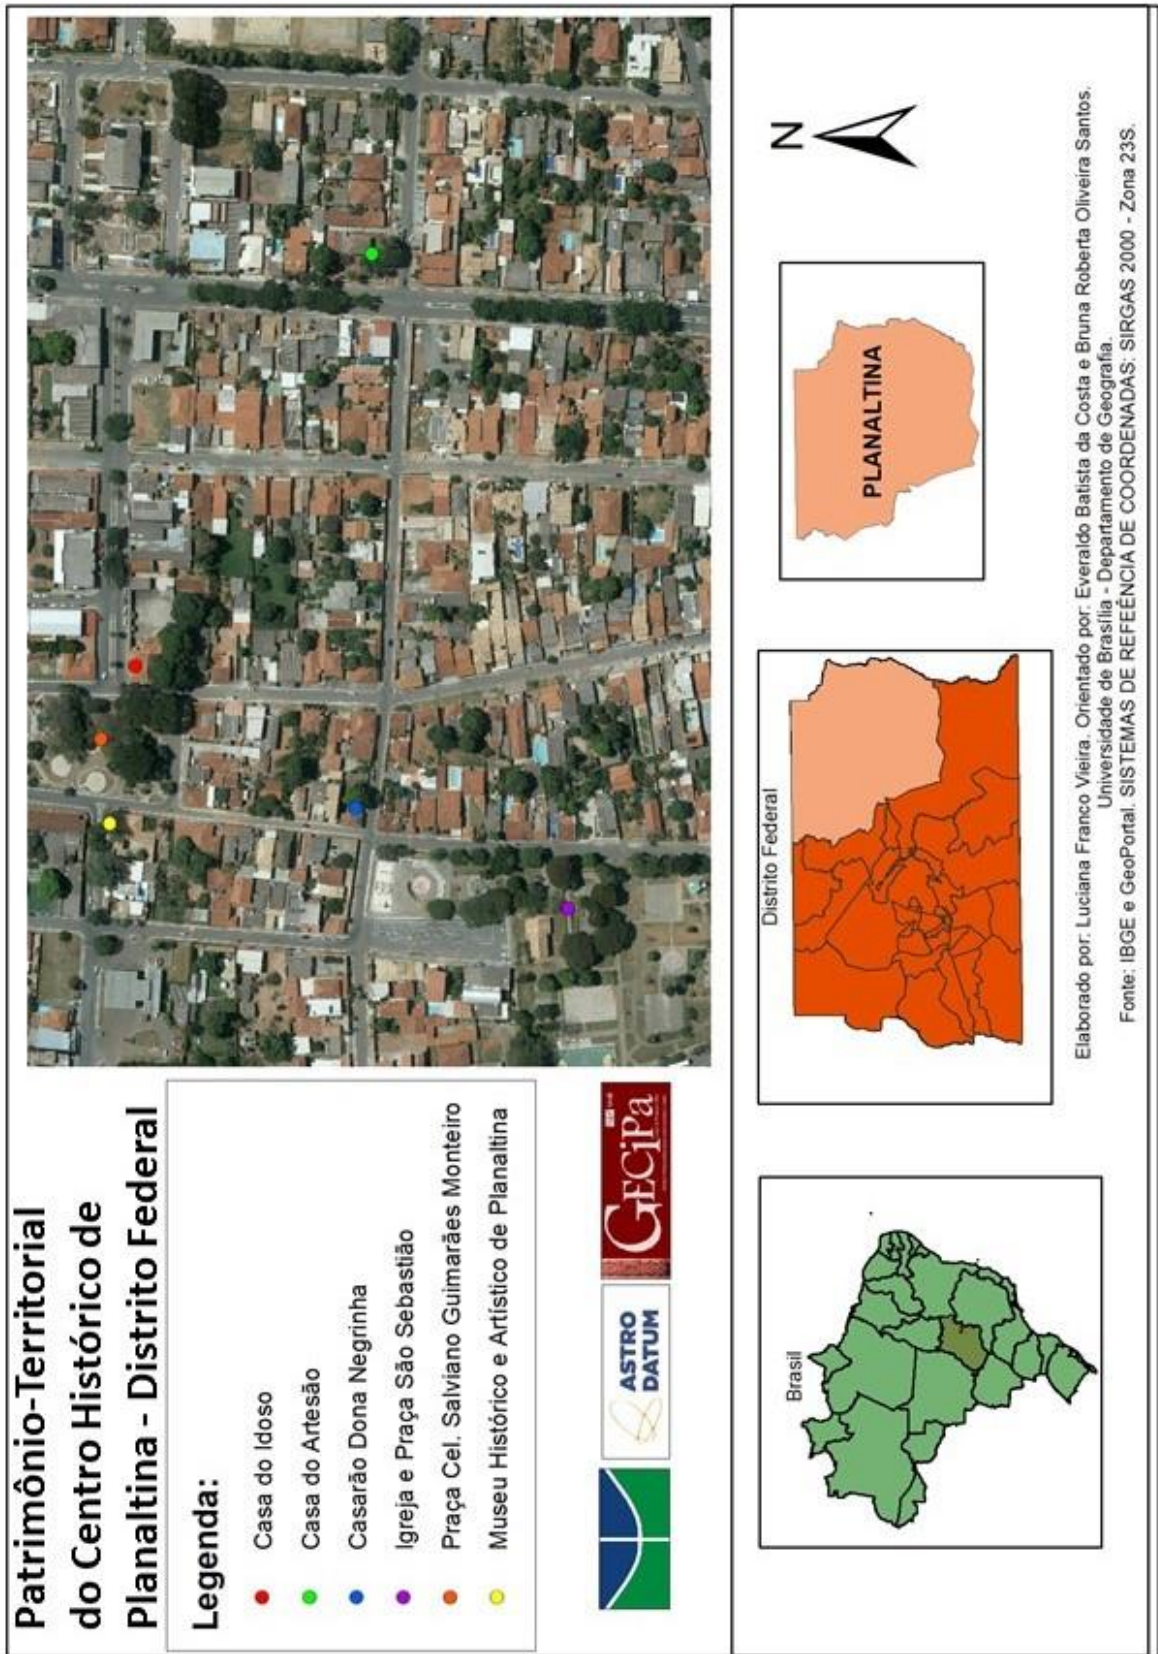 Patrimônio-Territorial
do Centro Histórico de
Planaltina - Distrito Federal
Legenda:
Casa do Idoso
Casa do Artesão
Casarão Dona Negrinha
Igreja e Praça São Sebastião
Praça Cel. Salviano Guimarães Monteiro
Museu Histórico e Artístico de Planaltina
ASTRO
DATUM
GECiPa
Brasil
Distrito Federal
PLANALTINA
N
Elaborado por: Luciana Franco Vieira. Orientado por: Everaldo Batista da Costa e Bruna Roberta Oliveira Santos.
Universidade de Brasília - Departamento de Geografia.
Fonte: IBGE e GeoPortal. SISTEMAS DE REFEÊNCIA DE COORDENADAS: SIRGAS 2000 - Zona 23S.